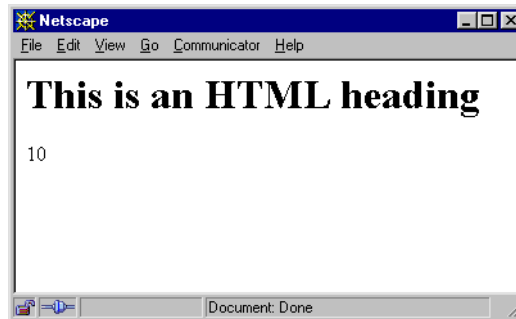 Netscape
File Edit View Go Communicator Help
This is an HTML heading
10
Document: Done